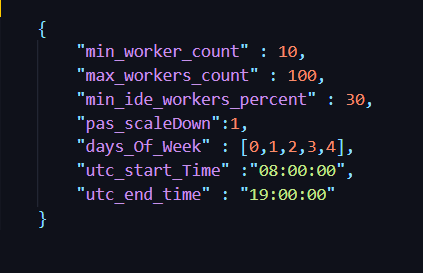 {
"min_worker_count" : 10,
"max_workers_count" : 100,
"min_ide_workers_percent" : 30,
"pas_scaleDown":1,
"days_Of_Week" : [0,1,2,3,4],
"utc_start_Time" :"08:00:00",
"utc_end_time" : "19:00:00"
}